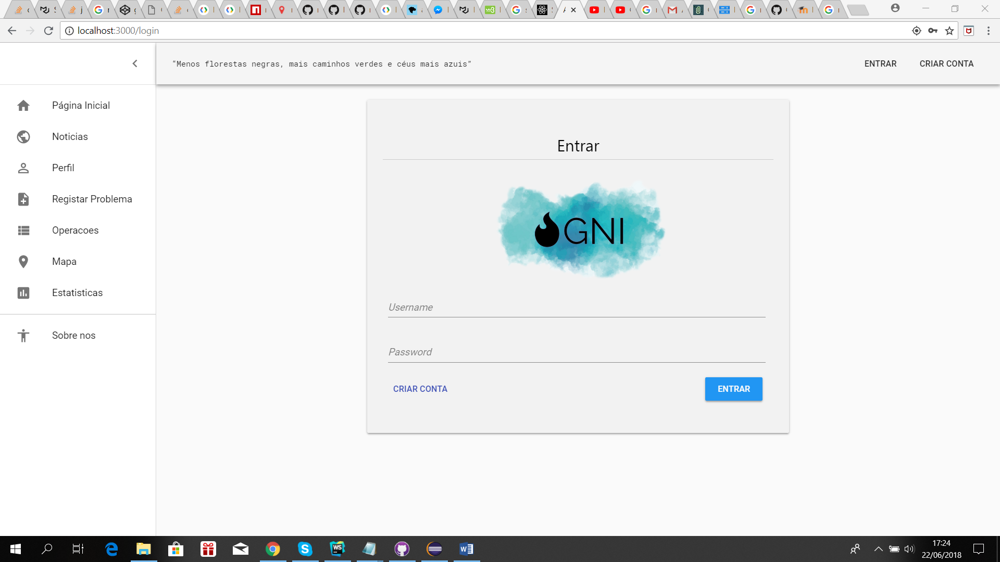 localhost:3000/login
“Menos florestas negras, mais caminhos verdes e céus mais azuis”
ENTRAR
CRIAR CONTA
Página Inicial
Noticias
Perfil
Registar Problema
Operacoes
Mapa
Estatisticas
Sobre nos
Entrar
GNI
Username
Password
CRIAR CONTA
ENTRAR
17:24
22/06/2018